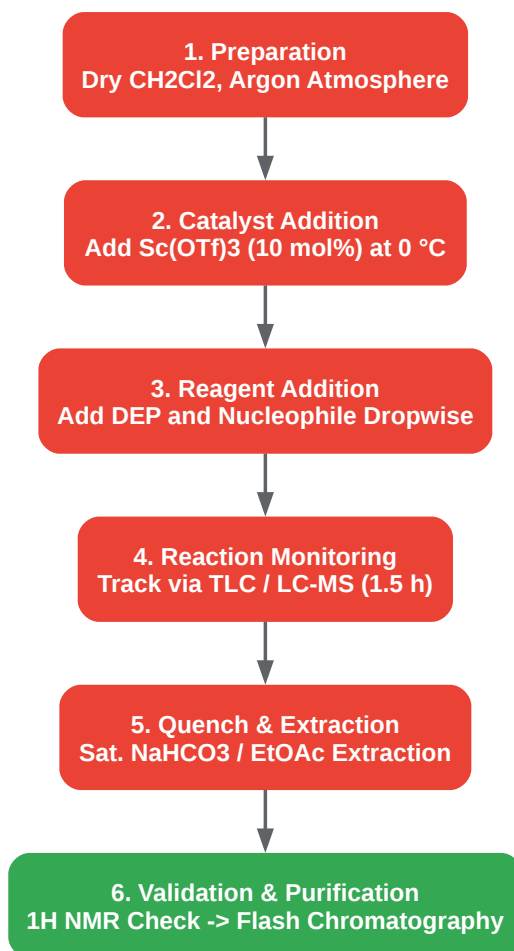 1. Preparation
Dry CH2Cl2, Argon Atmosphere
2. Catalyst Addition
Add Sc(OTf)3 (10 mol%) at 0 °C
3. Reagent Addition
Add DEP and Nucleophile Dropwise
4. Reaction Monitoring
Track via TLC / LC-MS (1.5 h)
5. Quench & Extraction
Sat. NaHCO3 / EtOAc Extraction
6. Validation & Purification
1H NMR Check -> Flash Chromatography